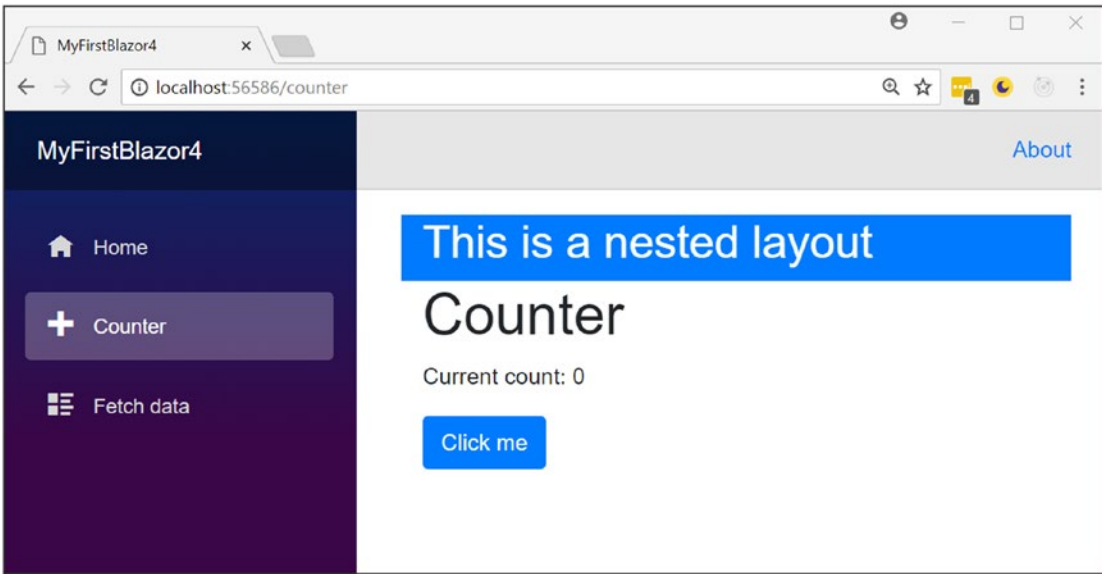 MyFirstBlazor4
localhost:56586/counter
4
MyFirstBlazor4
About
Home
Counter
Fetch data
This is a nested layout
Counter
Current count: 0
Click me